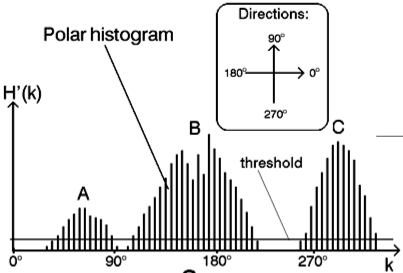 Directions:
90°
180°
0°
270°
Polar histogram
H'(k)
A
B
C
threshold
0°
90°
180°
270°
k